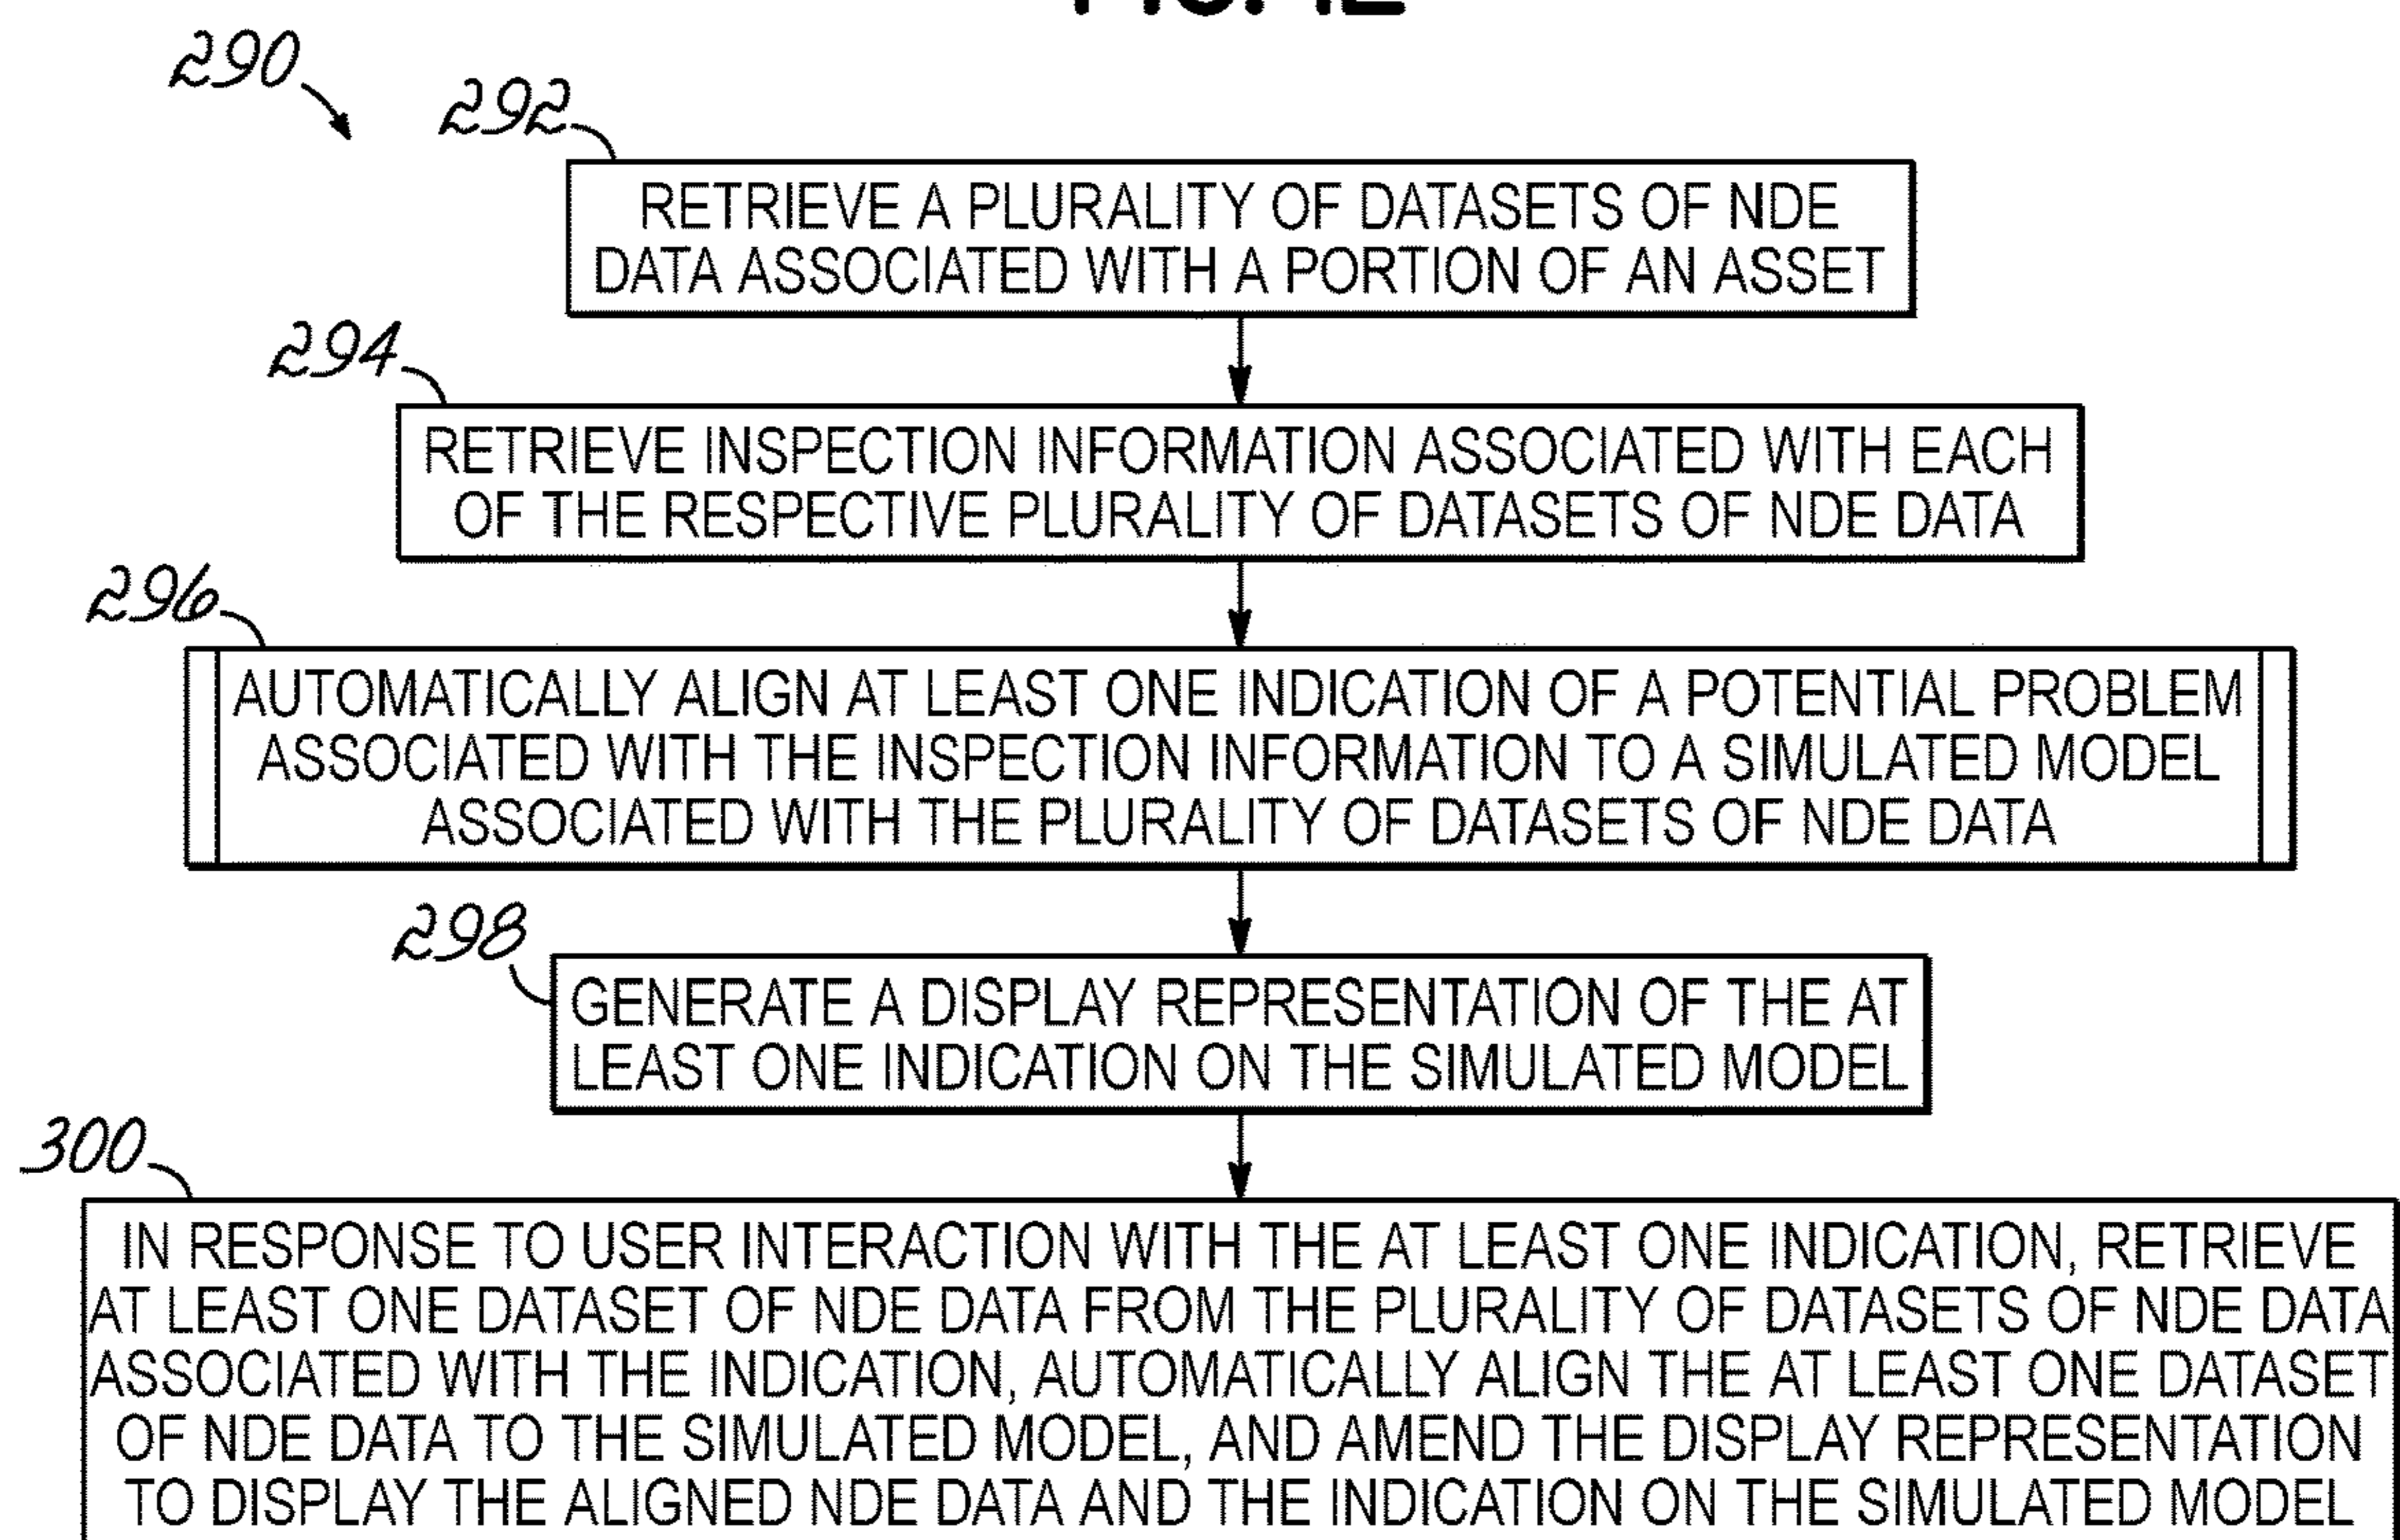 290
292
RETRIEVE A PLURALITY OF DATASETS OF NDE
DATA ASSOCIATED WITH A PORTION OF AN ASSET
294
RETRIEVE INSPECTION INFORMATION ASSOCIATED WITH EACH
OF THE RESPECTIVE PLURALITY OF DATASETS OF NDE DATA
296
AUTOMATICALLY ALIGN AT LEAST ONE INDICATION OF A POTENTIAL PROBLEM
ASSOCIATED WITH THE INSPECTION INFORMATION TO A SIMULATED MODEL
ASSOCIATED WITH THE PLURALITY OF DATASETS OF NDE DATA
298
GENERATE A DISPLAY REPRESENTATION OF THE AT
LEAST ONE INDICATION ON THE SIMULATED MODEL
300
IN RESPONSE TO USER INTERACTION WITH THE AT LEAST ONE INDICATION, RETRIEVE
AT LEAST ONE DATASET OF NDE DATA FROM THE PLURALITY OF DATASETS OF NDE DATA
ASSOCIATED WITH THE INDICATION, AUTOMATICALLY ALIGN THE AT LEAST ONE DATASET
OF NDE DATA TO THE SIMULATED MODEL, AND AMEND THE DISPLAY REPRESENTATION
TO DISPLAY THE ALIGNED NDE DATA AND THE INDICATION ON THE SIMULATED MODEL